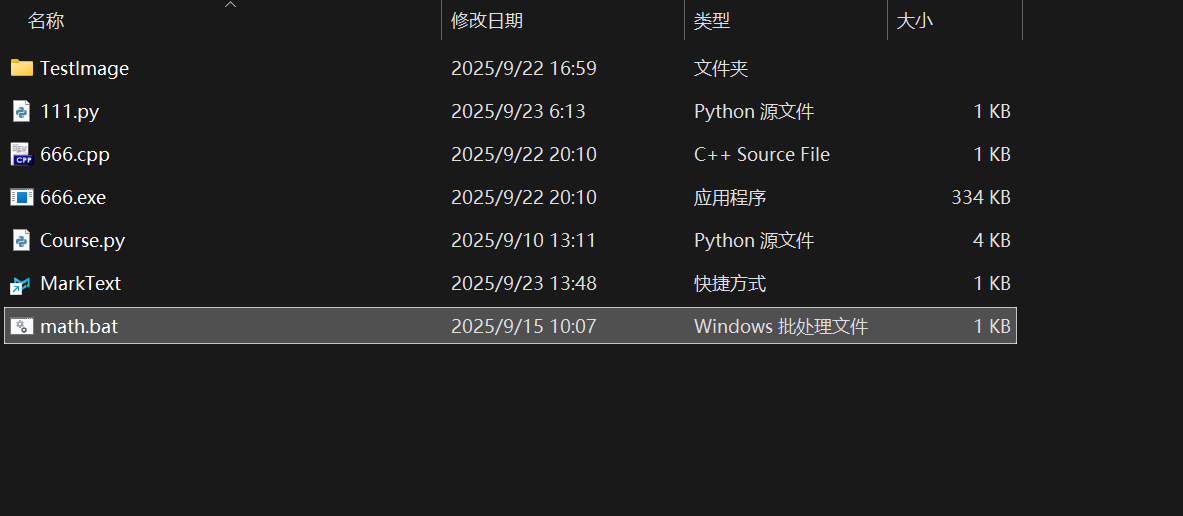 名称 修改日期 类型 大小
TestImage 2025/9/22 16:59 文件夹
111.py 2025/9/23 6:13 Python 源文件 1 KB
666.cpp 2025/9/22 20:10 C++ Source File 1 KB
666.exe 2025/9/22 20:10 应用程序 334 KB
Course.py 2025/9/10 13:11 Python 源文件 4 KB
MarkText 2025/9/23 13:48 快捷方式 1 KB
math.bat 2025/9/15 10:07 Windows 批处理文件 1 KB